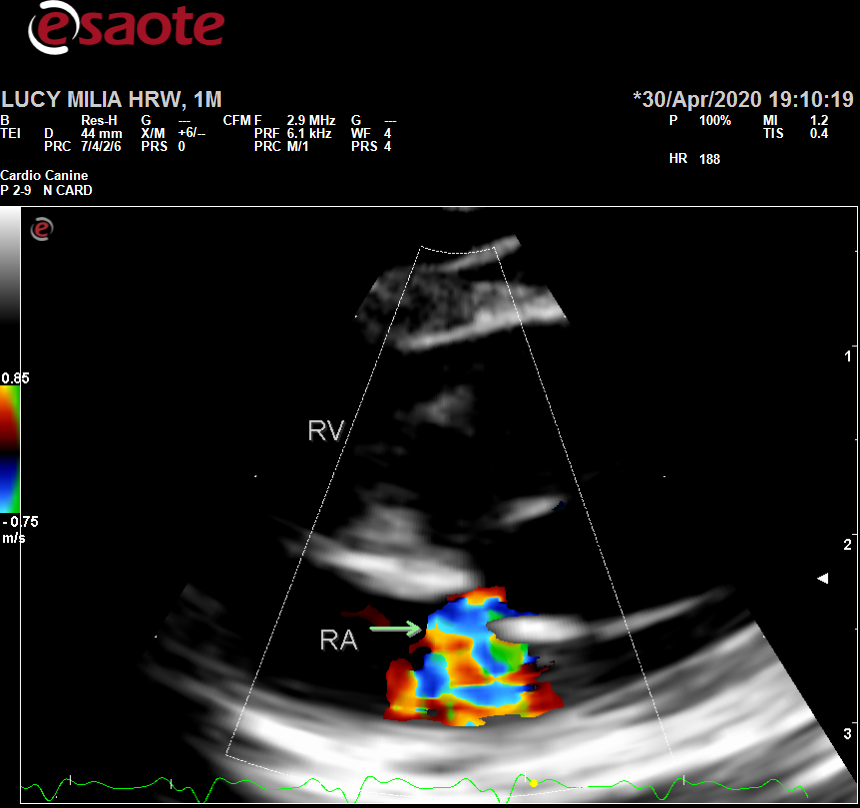 esaote
LUCY MILIA HRW, 1M *30/Apr/2020 19:10:19
B Res-H G --- CFM F 2.9 MHz G --- P 100% MI 1.2
TEI D 44 mm X/M +6/-- PRF 6.1 kHz WF 4 TIS 0.4
PRC 7/4/2/6 PRS 0 PRC M/1 PRS 4
HR 188
Cardio Canine
P 2-9 N CARD
e
1
0.85
RV
-0.75
m/s
2
RA
3